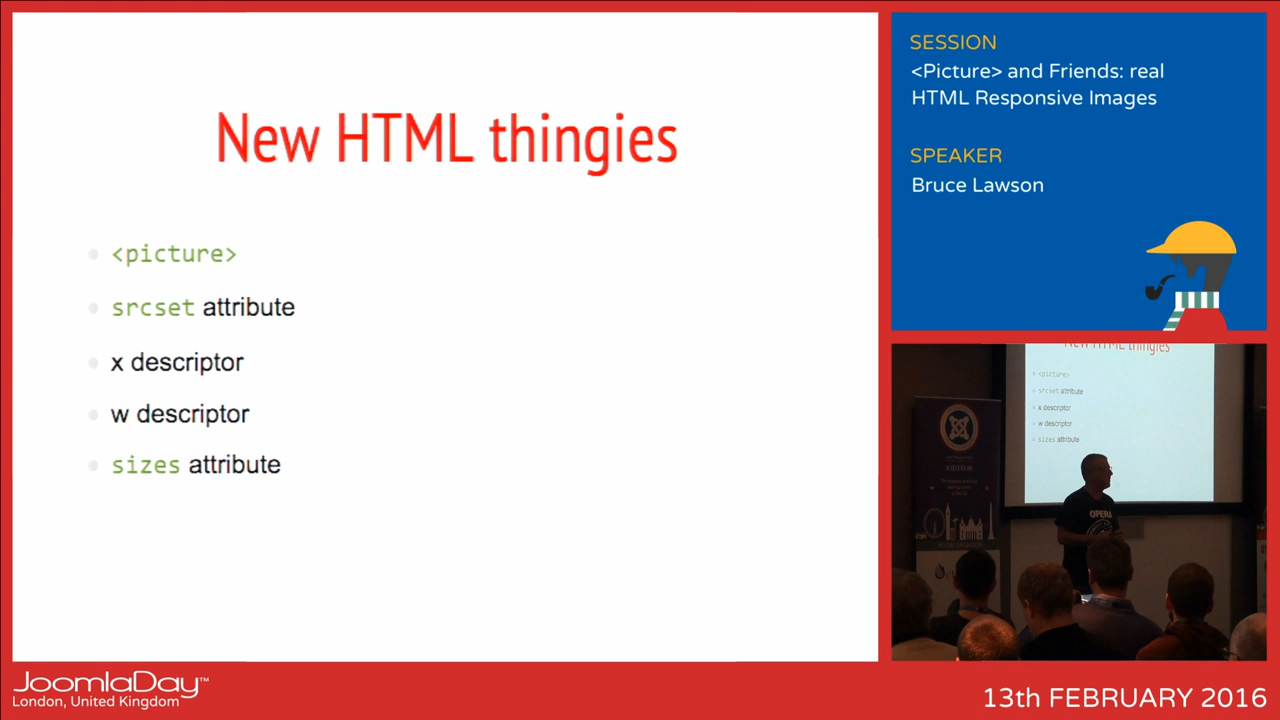 New HTML thingies
<picture>
srcset attribute
x descriptor
w descriptor
sizes attribute
SESSION
<Picture> and Friends: real
HTML Responsive Images
SPEAKER
Bruce Lawson
New HTML thingies
<picture>
srcset attribute
x descriptor
w descriptor
sizes attribute
OPERA
JoomlaDay™
London, United Kingdom
13th FEBRUARY 2016